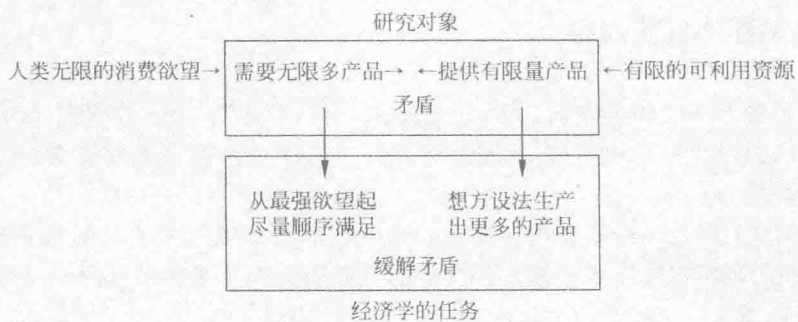 研究对象
人类无限的消费欲望→ 需要无限多产品→ ←提供有限量产品 ←有限的可利用资源
矛盾
从最强欲望起 想方设法生产
尽量顺序满足 出更多的产品
缓解矛盾
经济学的任务